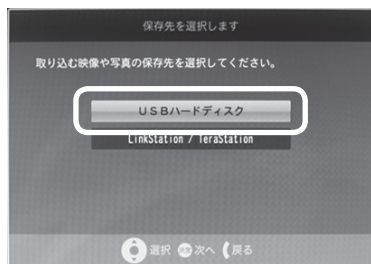 保存先を選択します
取り込む映像や写真の保存先を選択してください。
USBハードディスク
LinkStation / TeraStation
選択 決定 次へ 戻る